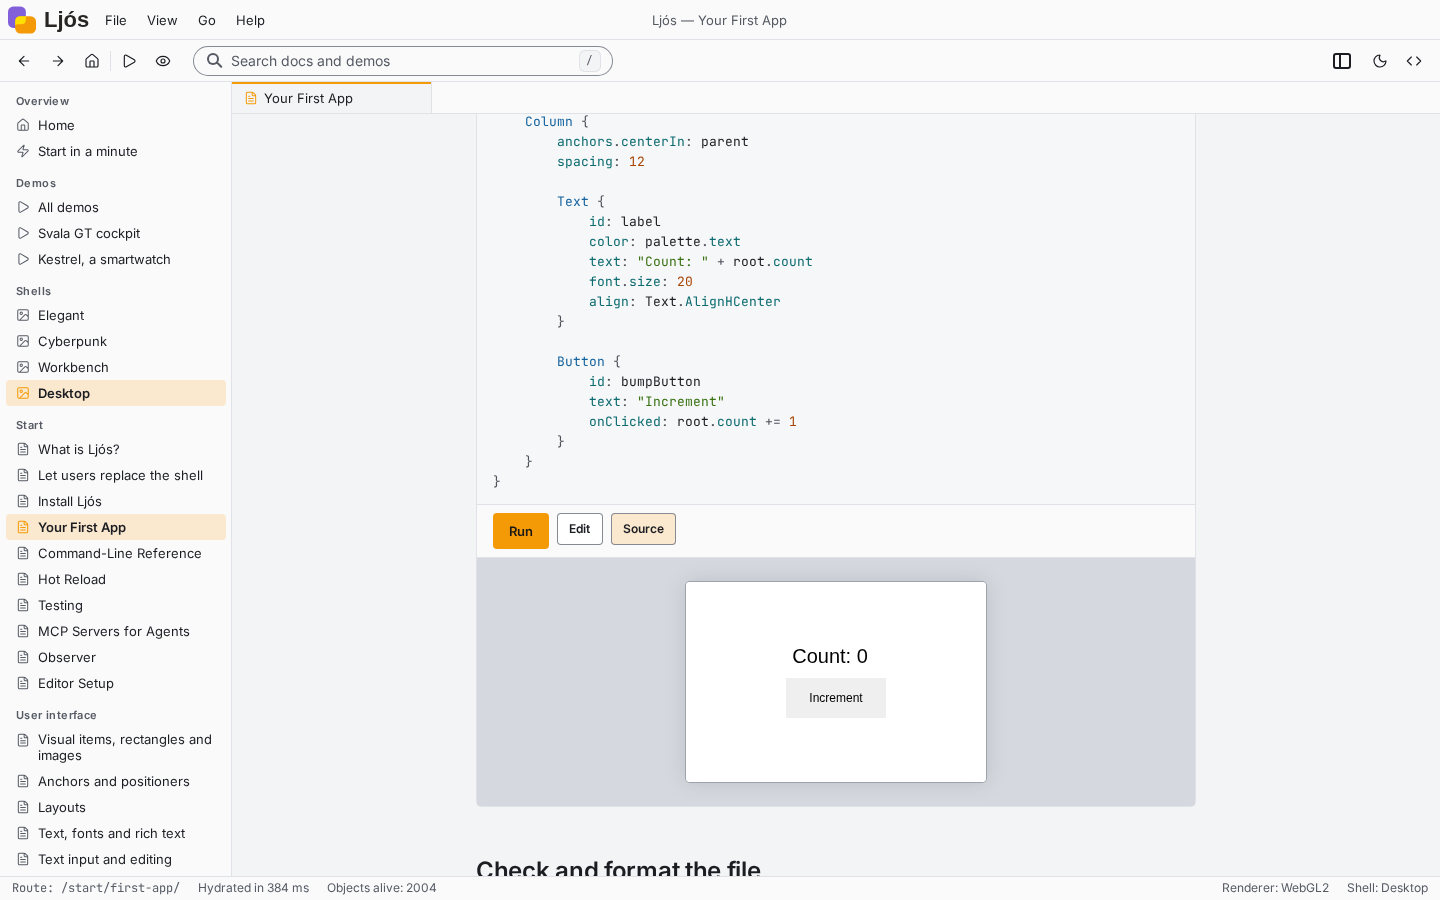 Ljós
File
View
Go
Help
Ljós — Your First App
Search docs and demos
/
Overview
Home
Start in a minute
Demos
All demos
Svala GT cockpit
Kestrel, a smartwatch
Shells
Elegant
Cyberpunk
Workbench
Desktop
Start
What is Ljós?
Let users replace the shell
Install Ljós
Your First App
Command-Line Reference
Hot Reload
Testing
MCP Servers for Agents
Observer
Editor Setup
User interface
Visual items, rectangles and
images
Anchors and positioners
Layouts
Text, fonts and rich text
Text input and editing
Your First App
Column {
anchors.centerIn: parent
spacing: 12
Text {
id: label
color: palette.text
text: "Count: " + root.count
font.size: 20
align: Text.AlignHCenter
}
Button {
id: bumpButton
text: "Increment"
onClicked: root.count += 1
}
}
}
Run
Edit
Source
Count: 0
Increment
Check and format the file
Route: /start/first-app/
Hydrated in 384 ms
Objects alive: 2004
Renderer: WebGL2
Shell: Desktop